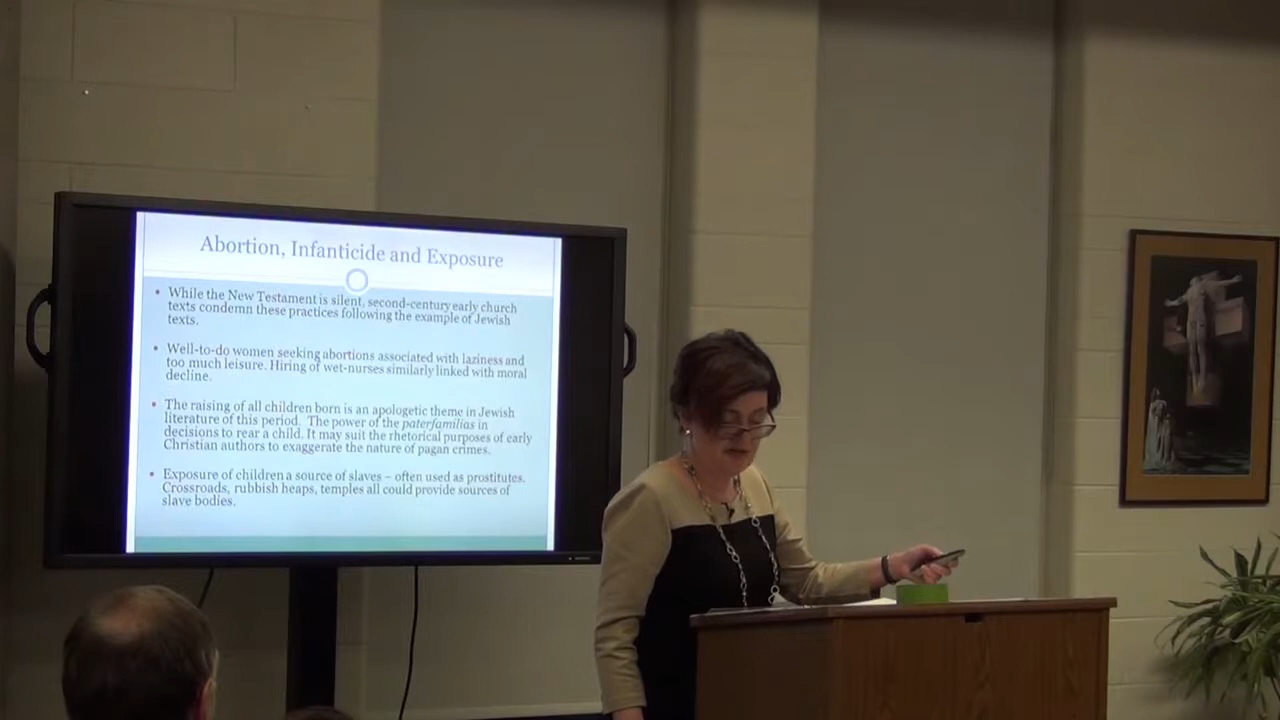 Abortion, Infanticide and Exposure
• While the New Testament is silent, second-century early church
texts condemn these practices following the example of Jewish
texts.
• Well-to-do women seeking abortions associated with laziness and
too much leisure. Hiring of wet-nurses similarly linked with moral
decline.
• The raising of all children born is an apologetic theme in Jewish
literature of this period. The power of the paterfamilias in
decisions to rear a child. It may suit the rhetorical purposes of early
Christian authors to exaggerate the nature of pagan crimes.
• Exposure of children a source of slaves – often used as prostitutes.
Crossroads, rubbish heaps, temples all could provide sources of
slave bodies.